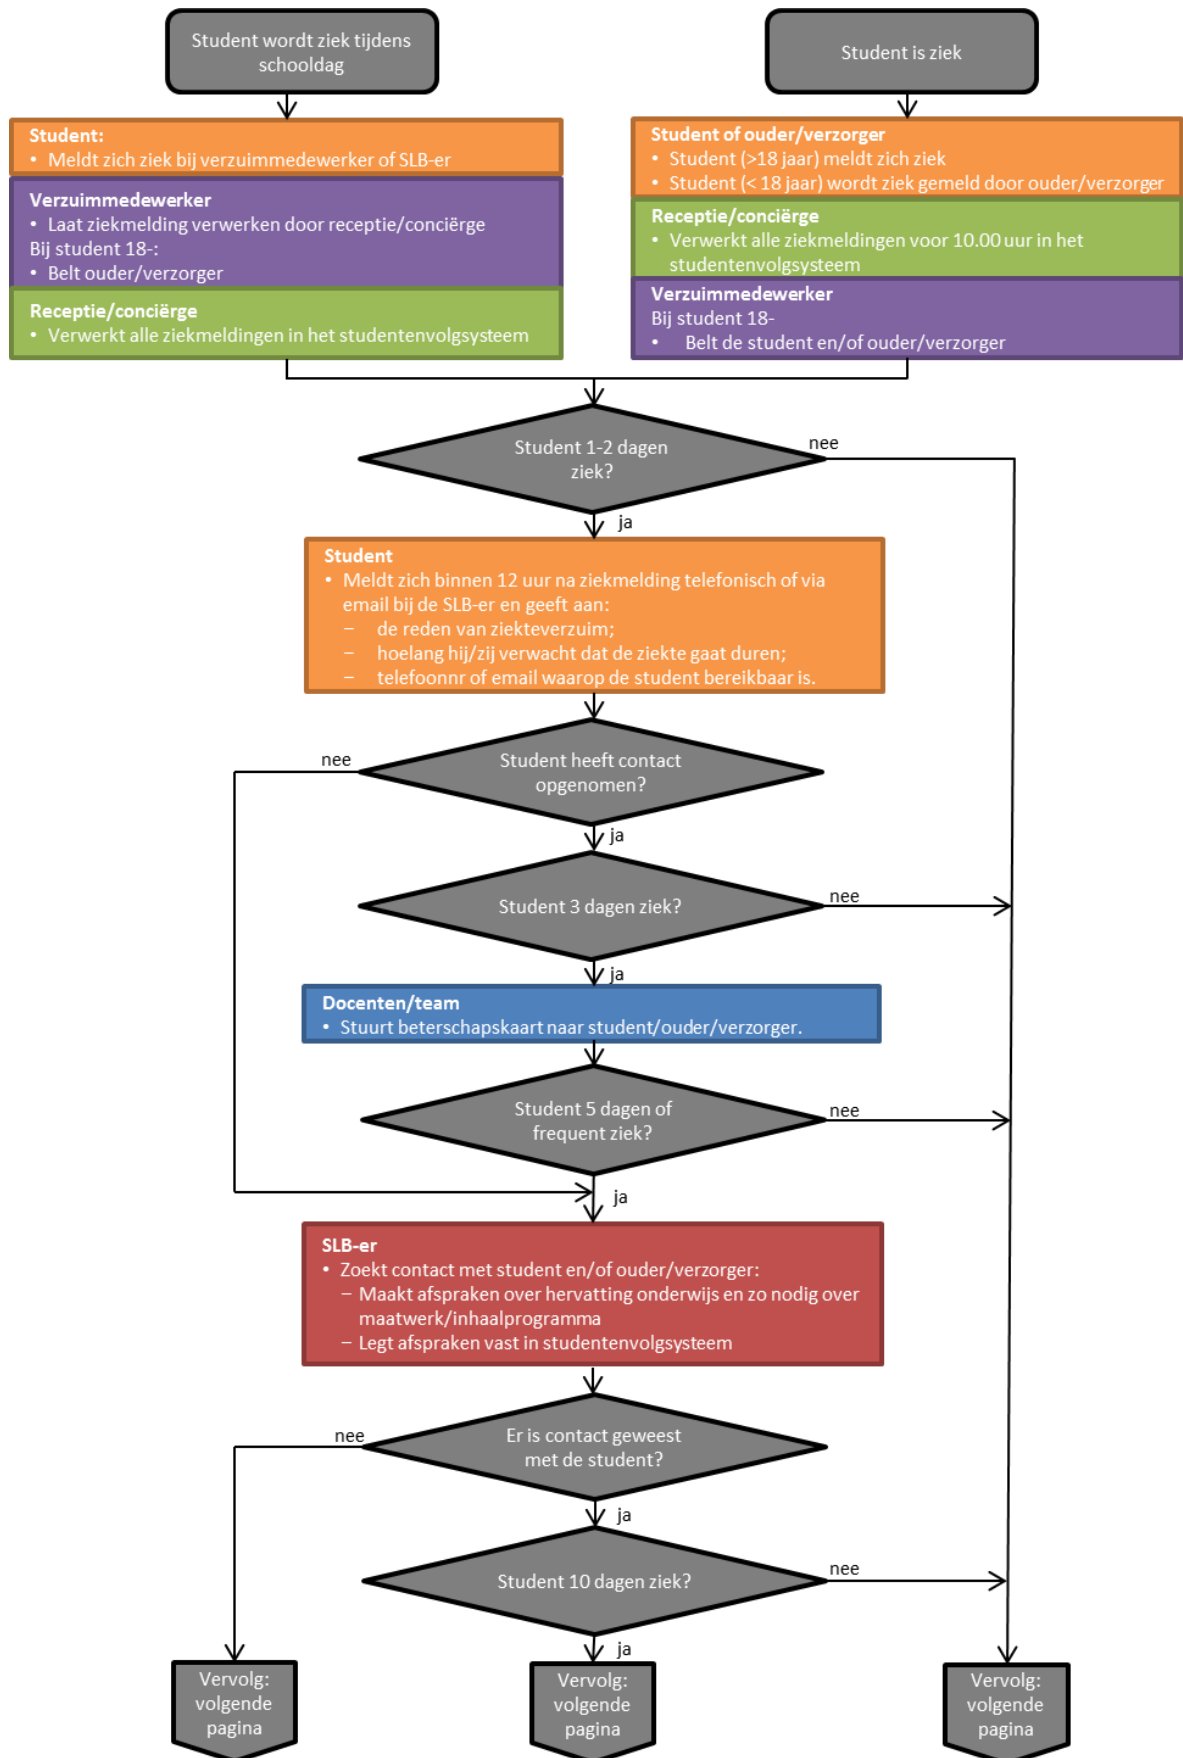 Student wordt ziek tijdens
schooldag
Student is ziek
Student:
• Meldt zich ziek bij verzuimmedewerker of SLB-er
Verzuimmedewerker
• Laat ziekmelding verwerken door receptie/conciërge
Bij student 18-:
• Belt ouder/verzorger
Receptie/conciërge
• Verwerkt alle ziekmeldingen in het studentenvolgsysteem
Student of ouder/verzorger
• Student (>18 jaar) meldt zich ziek
• Student (< 18 jaar) wordt ziek gemeld door ouder/verzorger
Receptie/conciërge
• Verwerkt alle ziekmeldingen voor 10.00 uur in het
studentenvolgsysteem
Verzuimmedewerker
Bij student 18-
• Belt de student en/of ouder/verzorger
Student 1-2 dagen
ziek?
nee
ja
Student
• Meldt zich binnen 12 uur na ziekmelding telefonisch of via
email bij de SLB-er en geeft aan:
– de reden van ziekteverzuim;
– hoelang hij/zij verwacht dat de ziekte gaat duren;
– telefoonnr of email waarop de student bereikbaar is.
nee
Student heeft contact
opgenomen?
ja
Student 3 dagen ziek?
nee
ja
Docenten/team
• Stuurt beterschapskaart naar student/ouder/verzorger.
Student 5 dagen of
frequent ziek?
nee
ja
SLB-er
• Zoekt contact met student en/of ouder/verzorger:
– Maakt afspraken over hervatting onderwijs en zo nodig over
maatwerk/inhaalprogramma
– Legt afspraken vast in studentenvolgsysteem
nee
Er is contact geweest
met de student?
ja
Student 10 dagen ziek?
nee
ja
Vervolg:
volgende
pagina
Vervolg:
volgende
pagina
Vervolg:
volgende
pagina